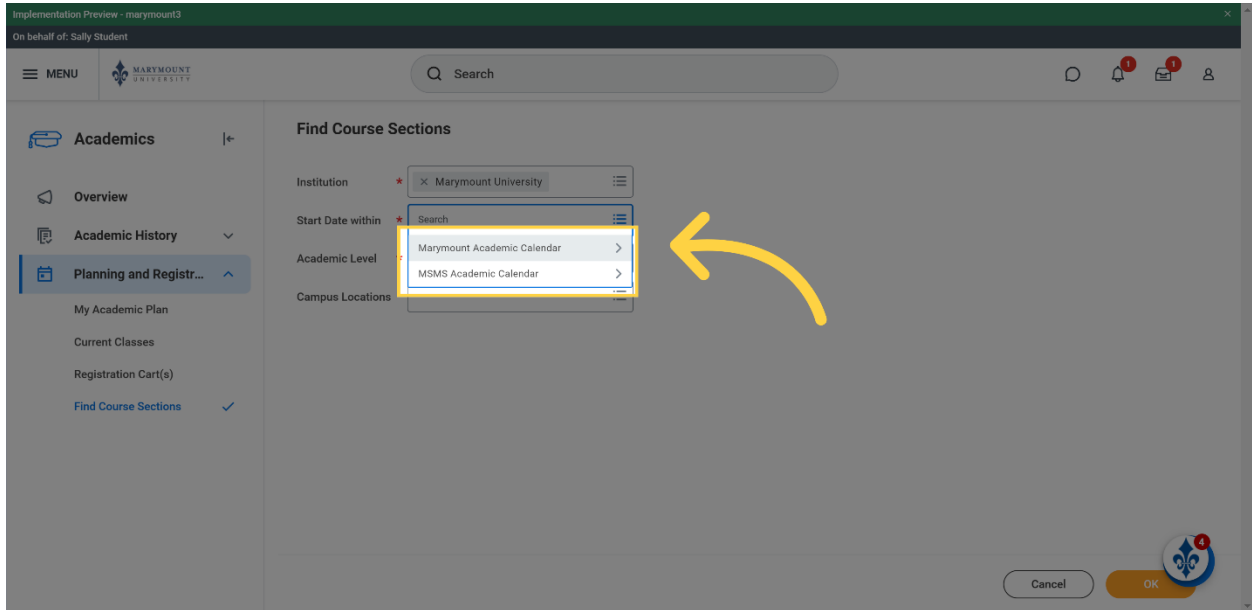 Implementation Preview - marymount3
On behalf of: Sally Student
MENU
MARYMOUNT
UNIVERSITY
Search
1
1
Academics
Overview
Academic History
Planning and Registr...
My Academic Plan
Current Classes
Registration Cart(s)
Find Course Sections
Find Course Sections
Institution *
× Marymount University
Start Date within *
Search
Marymount Academic Calendar
MSMS Academic Calendar
Academic Level *
Campus Locations
Cancel
OK
4